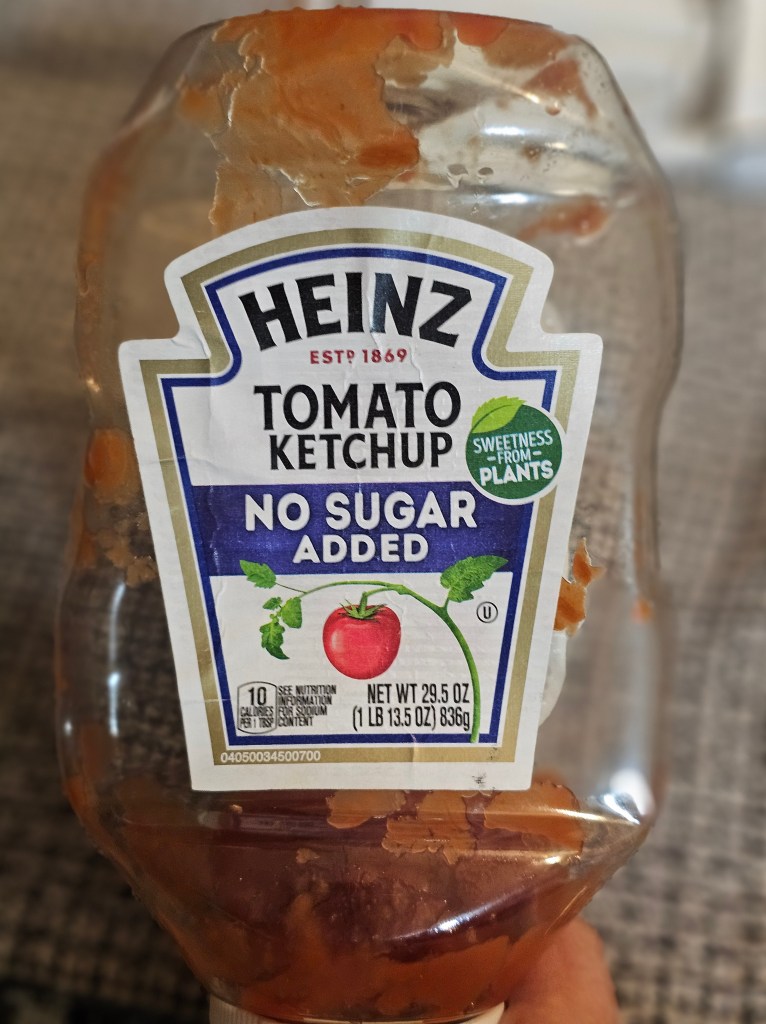 HEINZ
ESTD 1869
TOMATO
KETCHUP
SWEETNESS
-FROM-
PLANTS
NO SUGAR
ADDED
U
10
CALORIES
PER 1 TBSP
SEE NUTRITION
INFORMATION
FOR SODIUM
CONTENT
NET WT 29.5 OZ
(1 LB 13.5 OZ) 836g
04050034500700